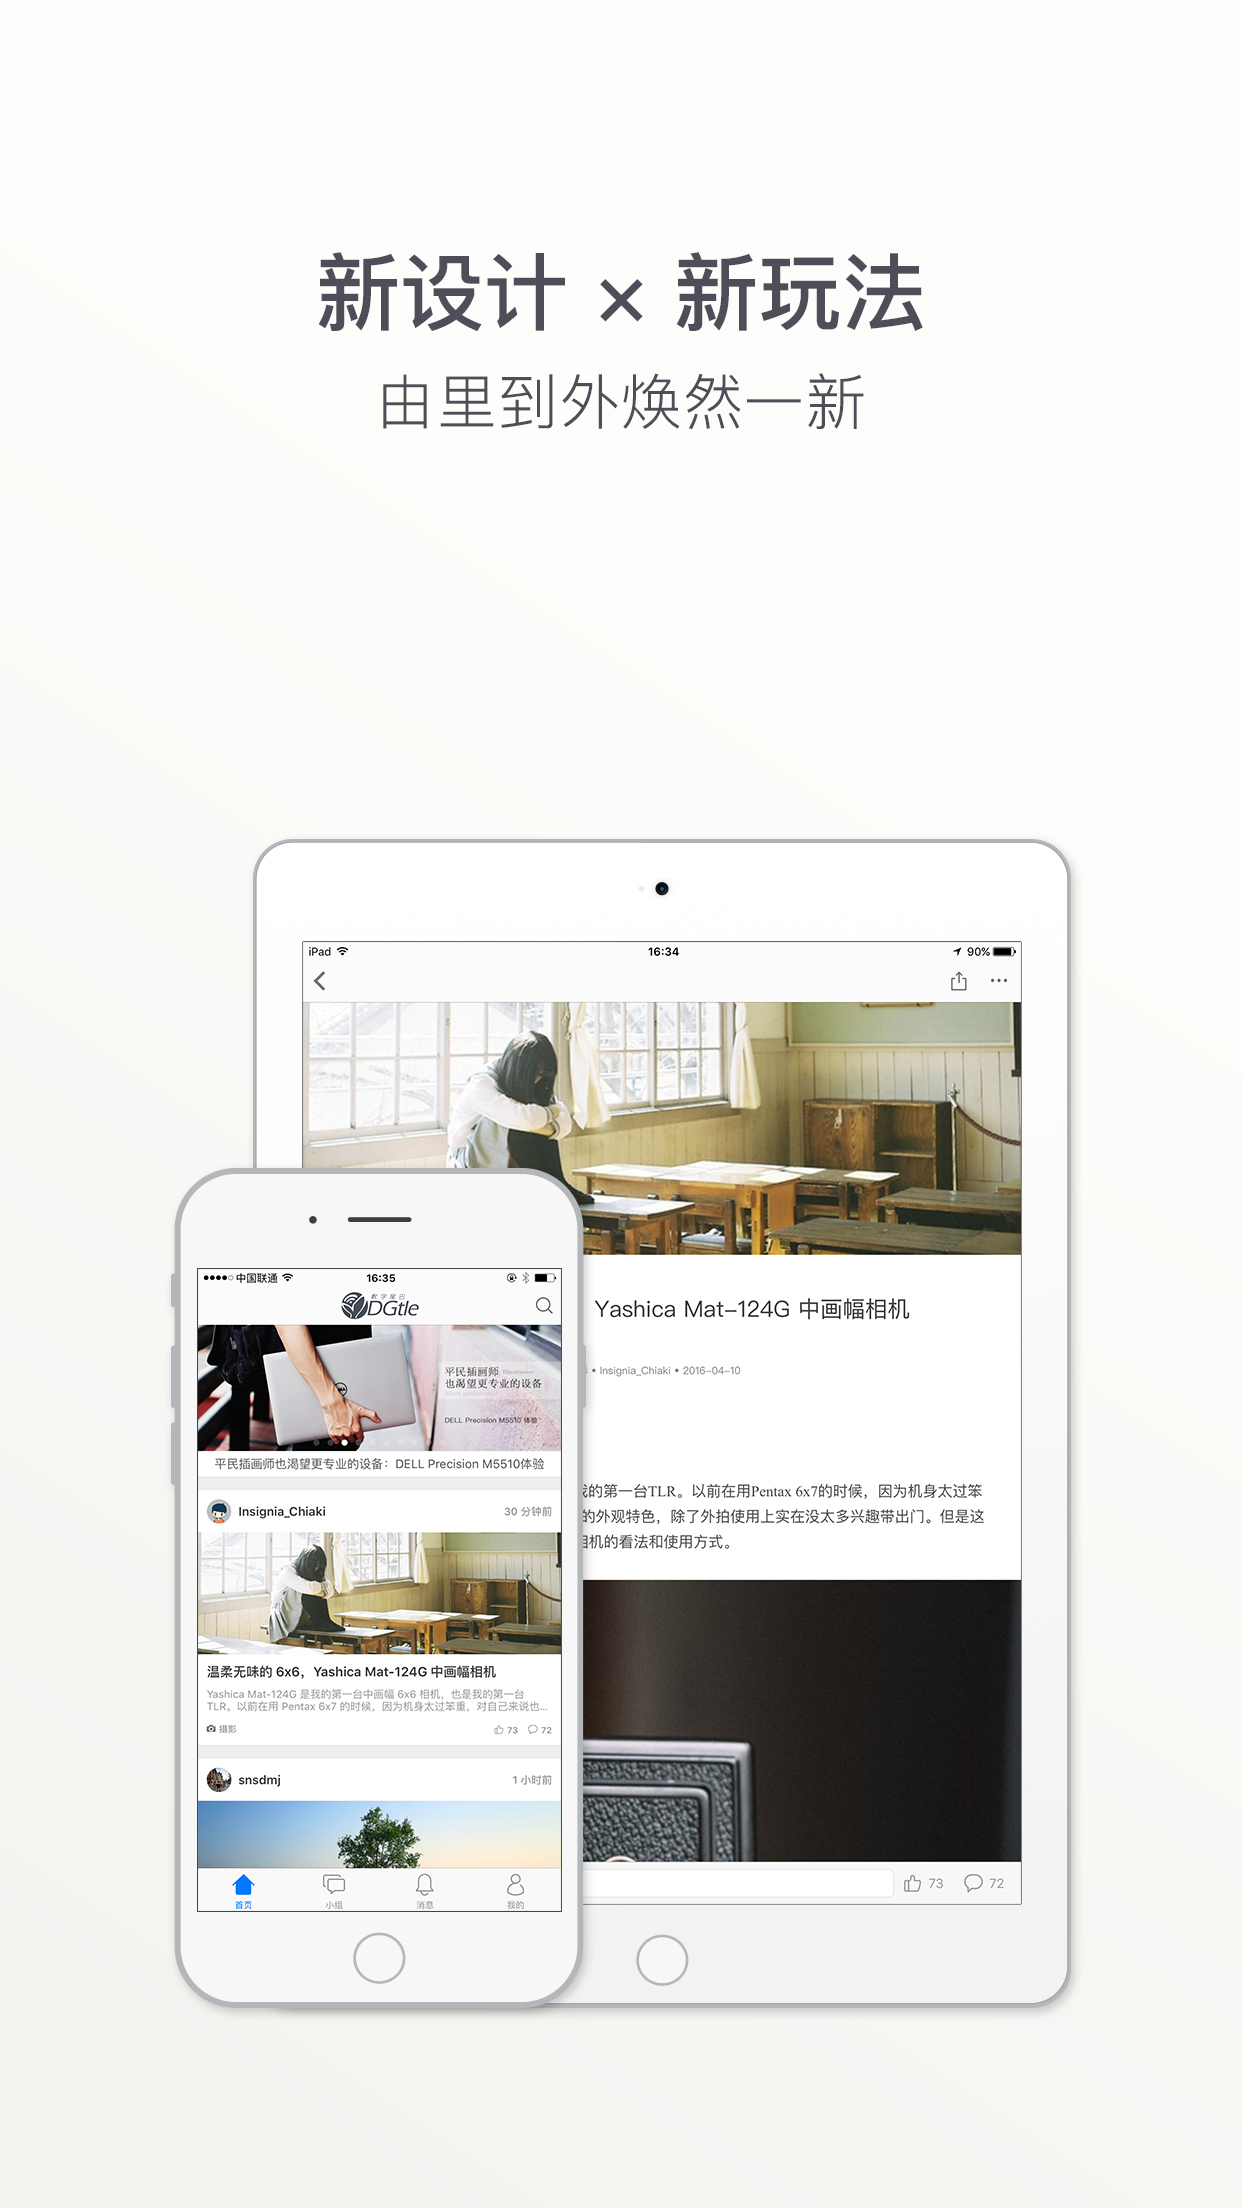 新设计 × 新玩法
由里到外焕然一新
iPad
16:34
90%
Yashica Mat-124G 中画幅相机
• Insignia_Chiaki • 2016-04-10
的第一台TLR。以前在用Pentax 6x7的时候，因为机身太过笨
的外观特色，除了外拍使用上实在没太多兴趣带出门。但是这
机的看法和使用方式。
73
72
中国联通
16:35
数字尾巴
DGtle
平民插画师
也渴望更专业的设备
DELL Precision M5510 体验
平民插画师也渴望更专业的设备：DELL Precision M5510体验
Insignia_Chiaki
30 分钟前
温柔无味的 6x6，Yashica Mat-124G 中画幅相机
Yashica Mat-124G 是我的第一台中画幅 6x6 相机，也是我的第一台
TLR。以前在用 Pentax 6x7 的时候，因为机身太过笨重，对自己来说也...
摄影
73
72
snsdmj
1 小时前
首页
小组
消息
我的